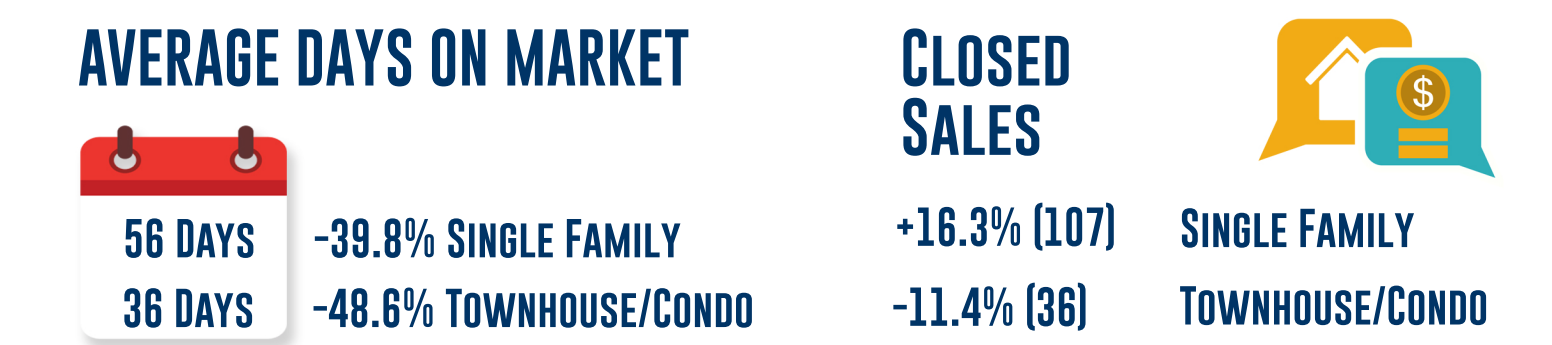 AVERAGE DAYS ON MARKET
56 DAYS -39.8% SINGLE FAMILY
36 DAYS -48.6% TOWNHOUSE/CONDO
CLOSED
SALES
$
+16.3% (107) SINGLE FAMILY
-11.4% (36) TOWNHOUSE/CONDO